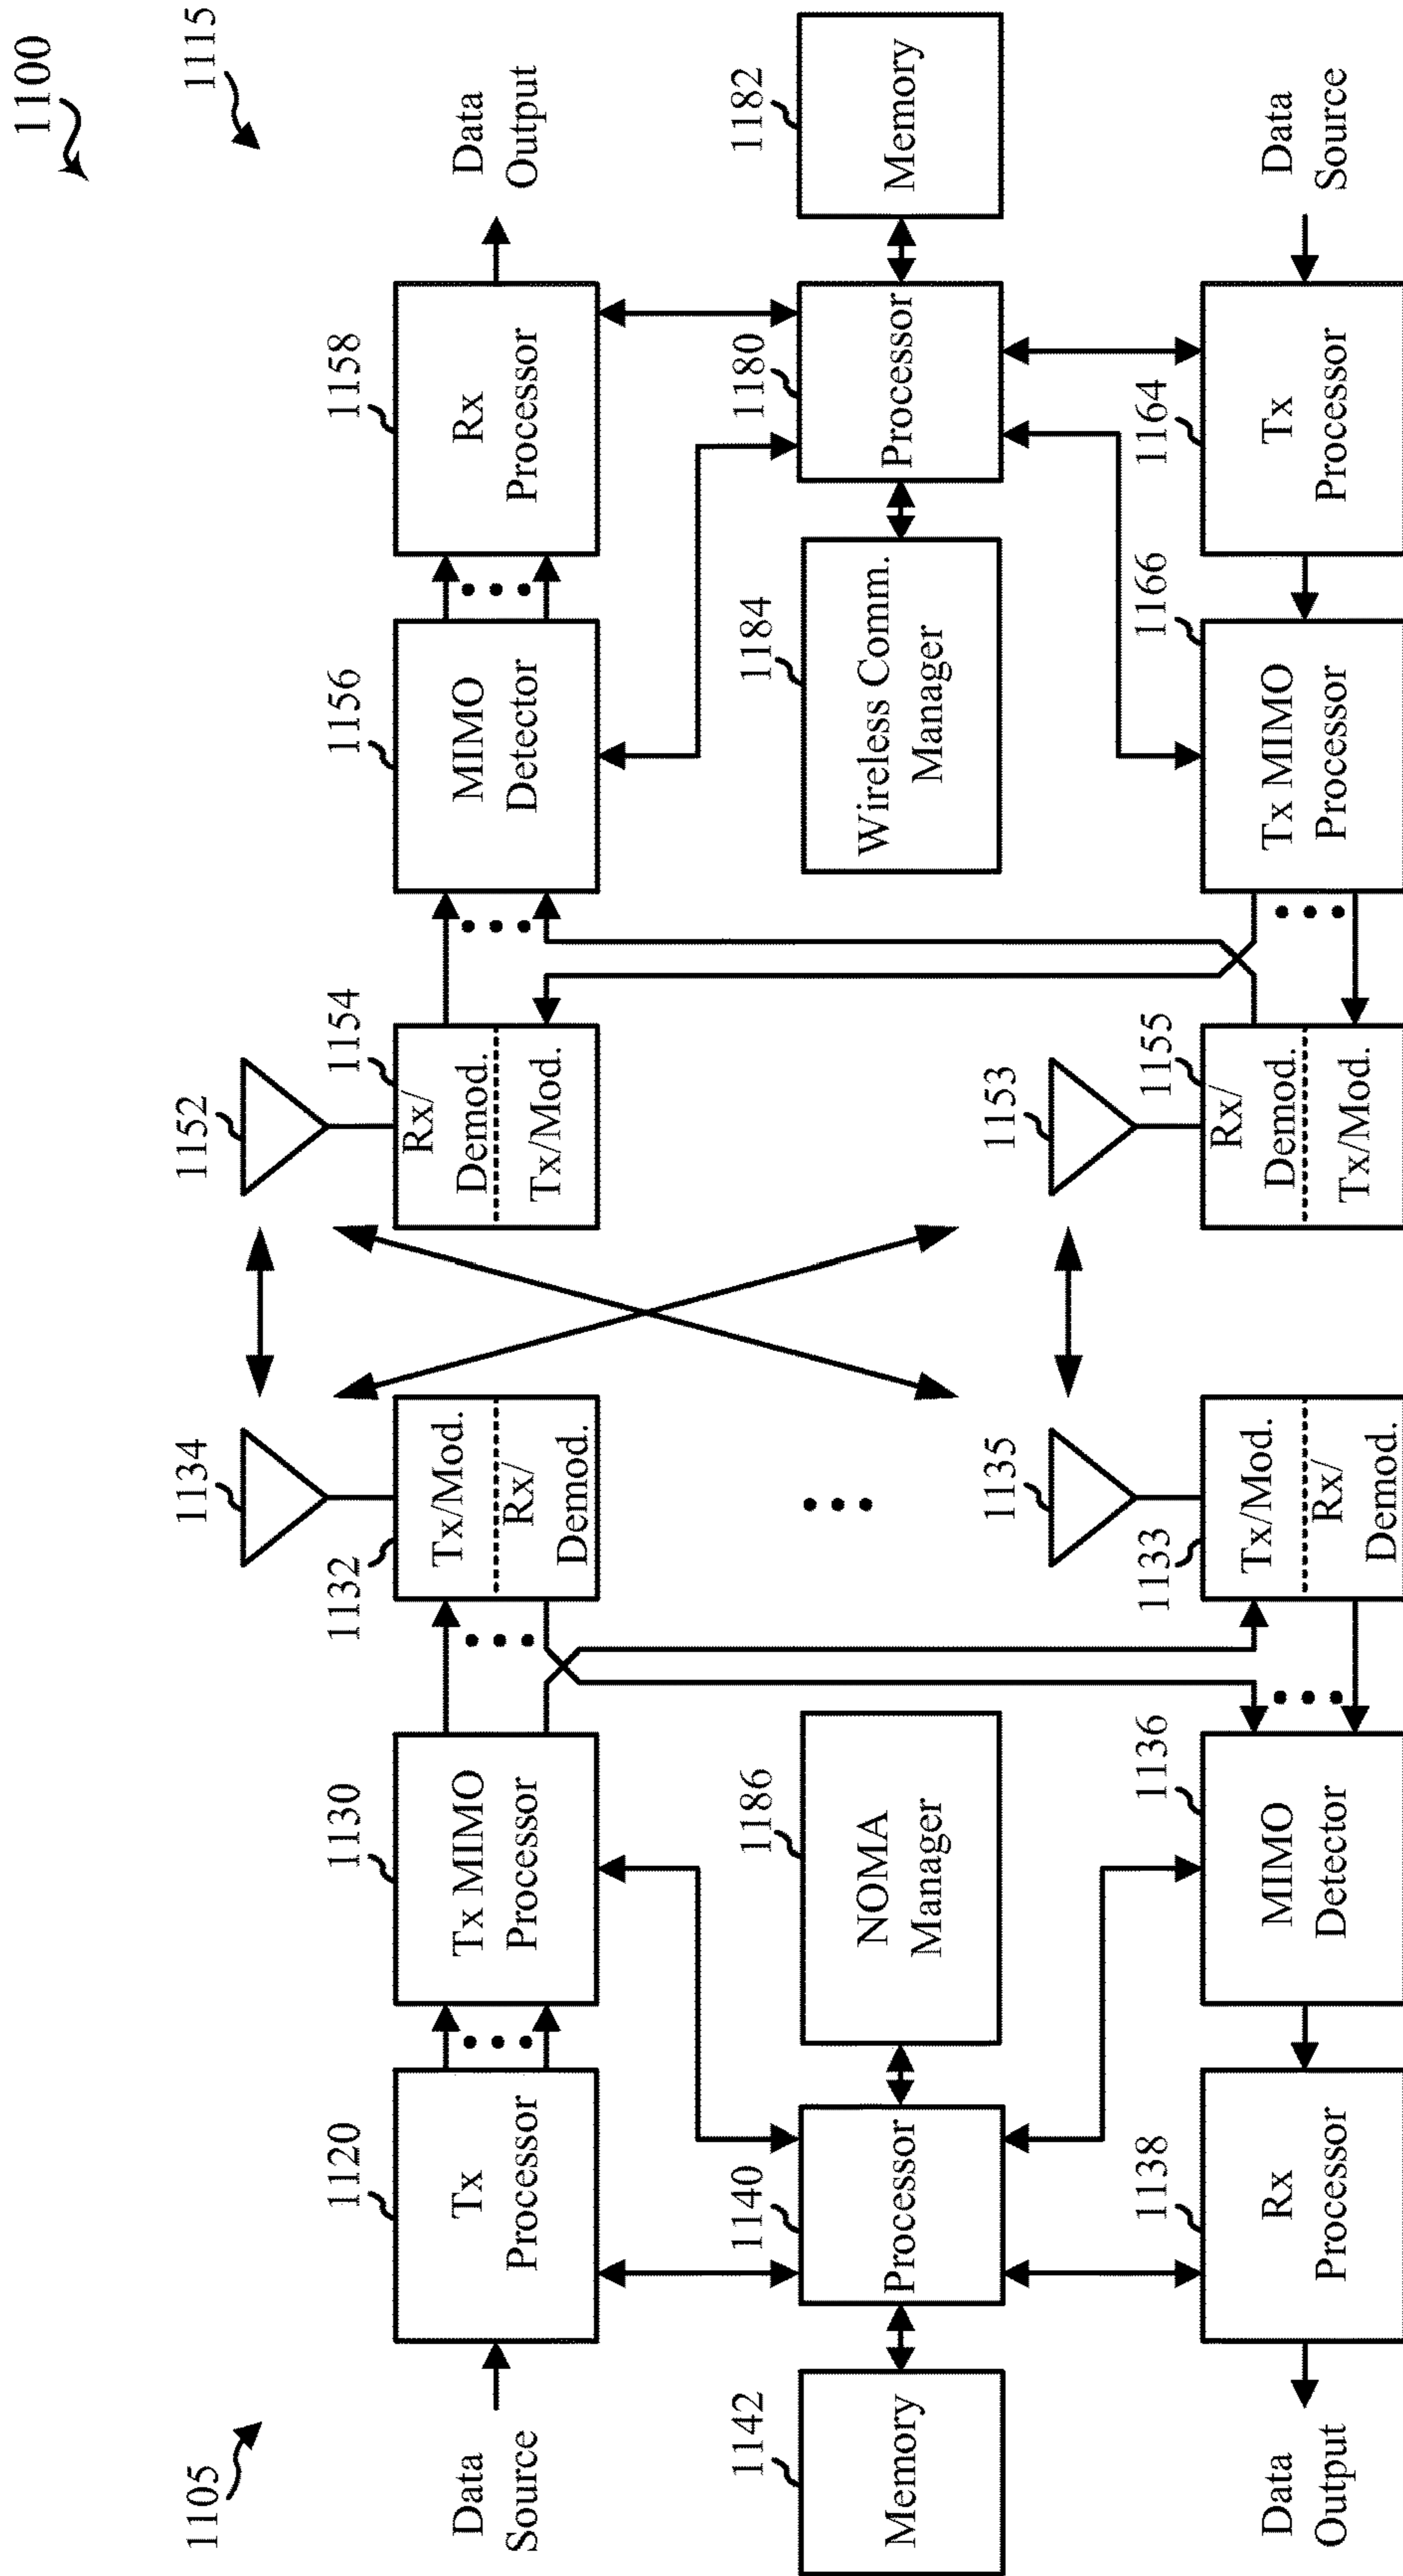 1100
1105
1115
1134
1152
1120
1130
1132
1154
1156
1158
Data
Source
Tx
Processor
Tx MIMO
Processor
Tx/Mod.
Rx/
Demod.
Rx/
Demod.
Tx/Mod.
MIMO
Detector
Rx
Processor
Data
Output
1142
1140
1186
1184
1180
1182
Memory
Processor
NOMA
Manager
Wireless Comm.
Manager
Processor
Memory
1135
1153
1138
1136
1133
1155
1166
1164
Data
Output
Rx
Processor
MIMO
Detector
Tx/Mod.
Rx/
Demod.
Rx/
Demod.
Tx/Mod.
Tx MIMO
Processor
Tx
Processor
Data
Source